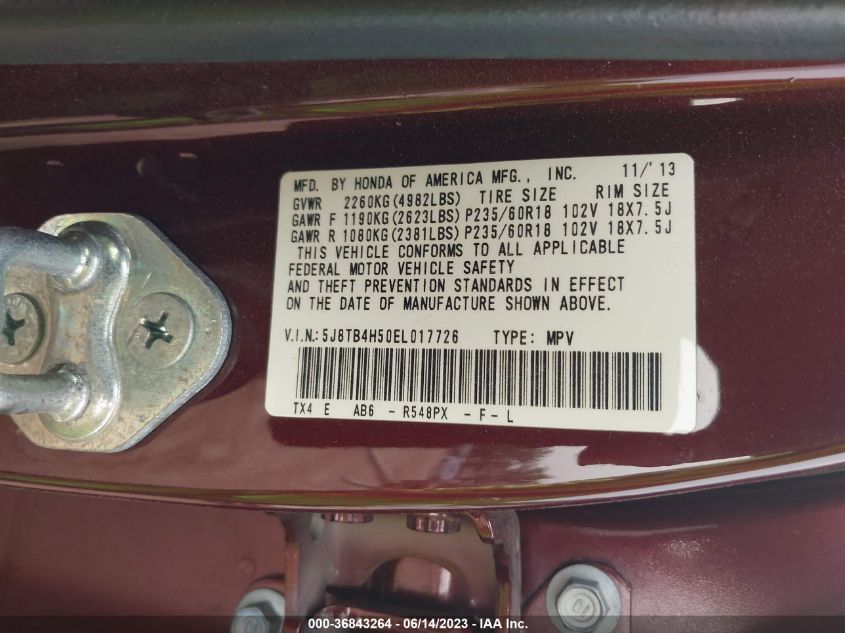 MFD. BY HONDA OF AMERICA MFG., INC. 11/'13
GVWR 2260KG(4982LBS) TIRE SIZE RIM SIZE
GAWR F 1190KG(2623LBS)P235/60R18 102V 18X7.5J
GAWR R 1080KG(2381LBS)P235/60R18 102V 18X7.5J
THIS VEHICLE CONFORMS TO ALL APPLICABLE
FEDERAL MOTOR VEHICLE SAFETY
AND THEFT PREVENTION STANDARDS IN EFFECT
ON THE DATE OF MANUFACTURE SHOWN ABOVE.
V.I.N.:5J8TB4H50EL017726 TYPE: MPV
TX4 E AB6 -R548PX -F-L
000-36843264 - 06/14/2023 - F - E - I.